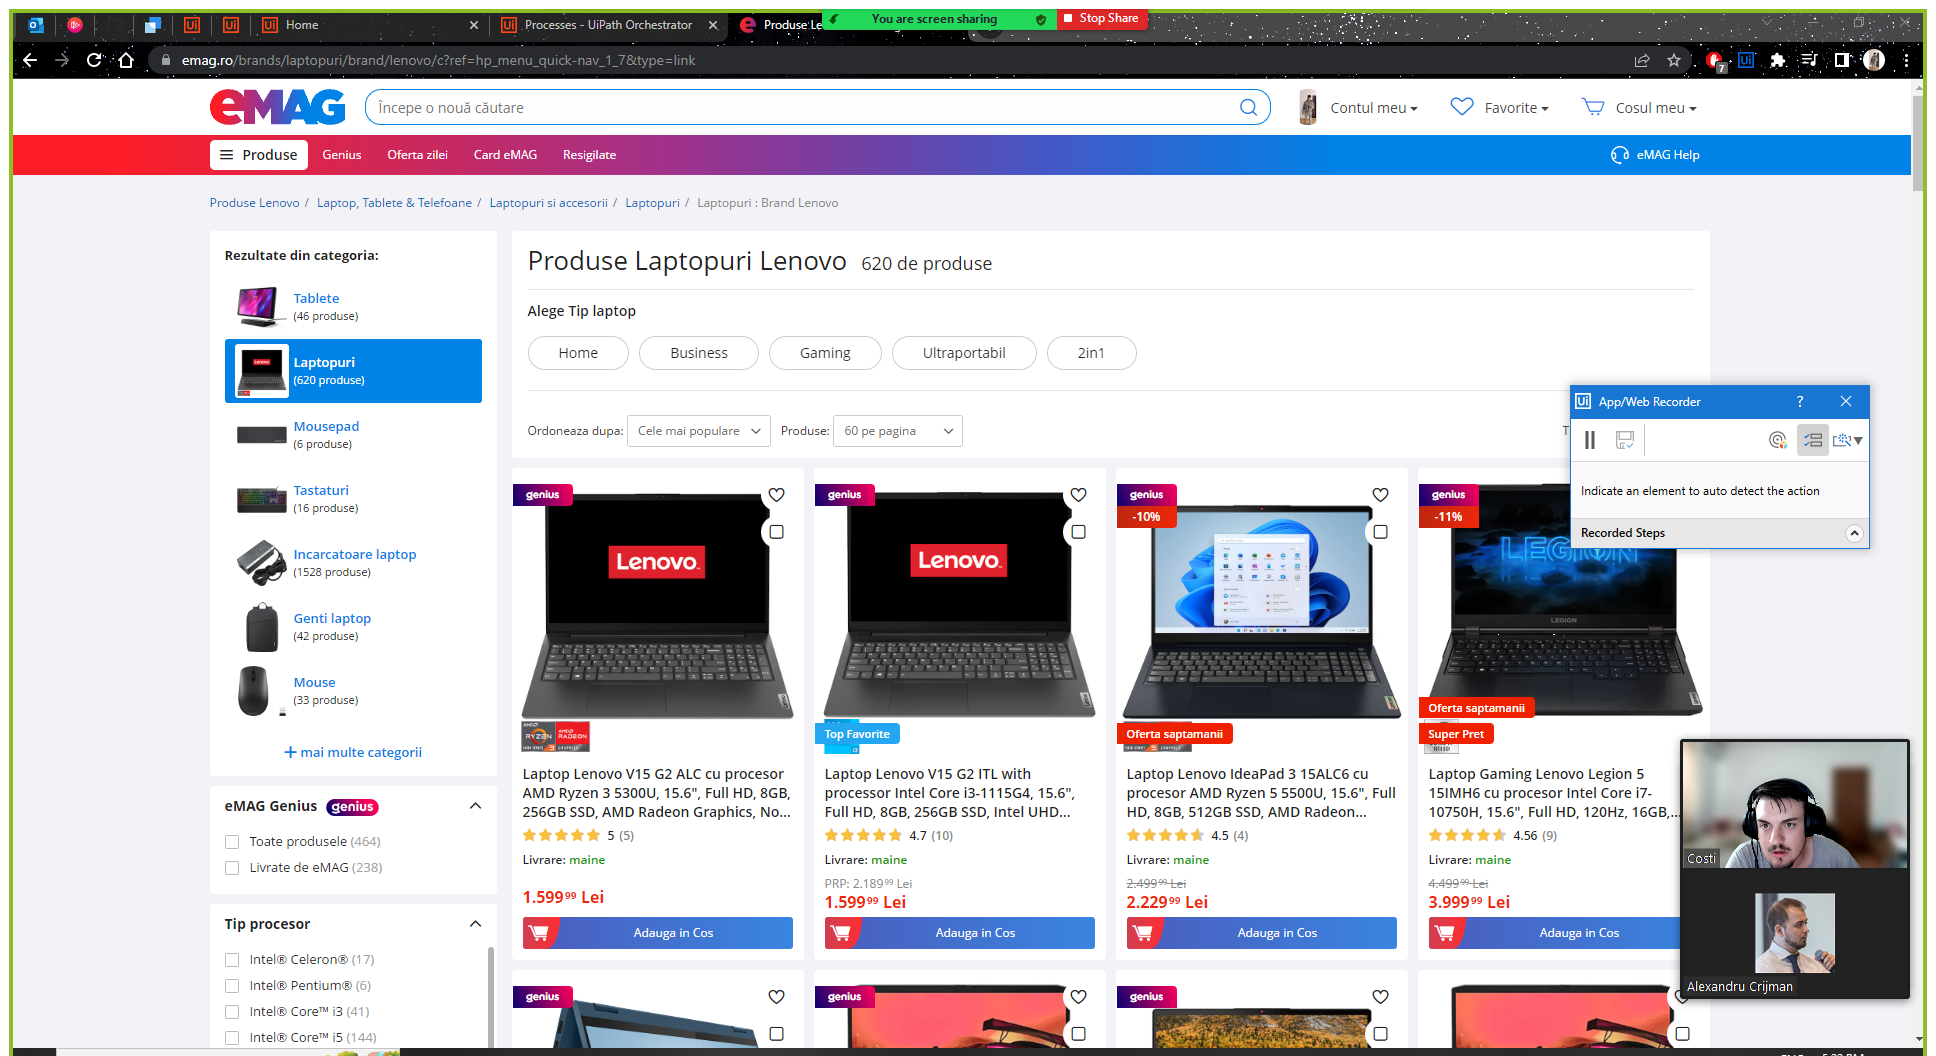 Home
Processes - UiPath Orchestrator
Produse Le
You are screen sharing
Stop Share
emag.ro/brands/laptopuri/brand/lenovo/c?ref=hp_menu_quick-nav_1_7&type=link
7
eMAG
Începe o nouă căutare
Contul meu
Favorite
Cosul meu
Produse
Genius
Oferta zilei
Card eMAG
Resigilate
eMAG Help
Produse Lenovo / Laptop, Tablete & Telefoane / Laptopuri si accesorii / Laptopuri / Laptopuri : Brand Lenovo
Rezultate din categoria:
Tablete
(46 produse)
Laptopuri
(620 produse)
Mousepad
(6 produse)
Tastaturi
(16 produse)
Incarcatoare laptop
(1528 produse)
Genti laptop
(42 produse)
Mouse
(33 produse)
+ mai multe categorii
eMAG Genius genius
Toate produsele (464)
Livrate de eMAG (238)
Tip procesor
Intel® Celeron® (17)
Intel® Pentium® (6)
Intel® Core™ i3 (41)
Intel® Core™ i5 (144)
Produse Laptopuri Lenovo 620 de produse
Alege Tip laptop
Home
Business
Gaming
Ultraportabil
2in1
Ordoneaza dupa: Cele mai populare
Produse: 60 pe pagina
T
Ui App/Web Recorder ?
Indicate an element to auto detect the action
Recorded Steps
genius
Lenovo
AMD RYZEN
AMD RADEON
Laptop Lenovo V15 G2 ALC cu procesor
AMD Ryzen 3 5300U, 15.6", Full HD, 8GB,
256GB SSD, AMD Radeon Graphics, No...
5 (5)
Livrare: maine
1.599⁹⁹ Lei
Adauga in Cos
genius
Lenovo
Top Favorite
Laptop Lenovo V15 G2 ITL with
processor Intel Core i3-1115G4, 15.6",
Full HD, 8GB, 256GB SSD, Intel UHD...
4.7 (10)
Livrare: maine
PRP: 2.189⁹⁹ Lei
1.599⁹⁹ Lei
Adauga in Cos
genius
-10%
Oferta saptamanii
Laptop Lenovo IdeaPad 3 15ALC6 cu
procesor AMD Ryzen 5 5500U, 15.6", Full
HD, 8GB, 512GB SSD, AMD Radeon...
4.5 (4)
Livrare: maine
2.499⁹⁹ Lei
2.229⁹⁹ Lei
Adauga in Cos
genius
-11%
LEGION
LEGION
Oferta saptamanii
Super Pret
Laptop Gaming Lenovo Legion 5
15IMH6 cu procesor Intel Core i7-
10750H, 15.6", Full HD, 120Hz, 16GB,...
4.56 (9)
Livrare: maine
4.499⁹⁹ Lei
3.999⁹⁹ Lei
Adauga in Cos
Costi
Alexandru Crijman
genius
genius
genius